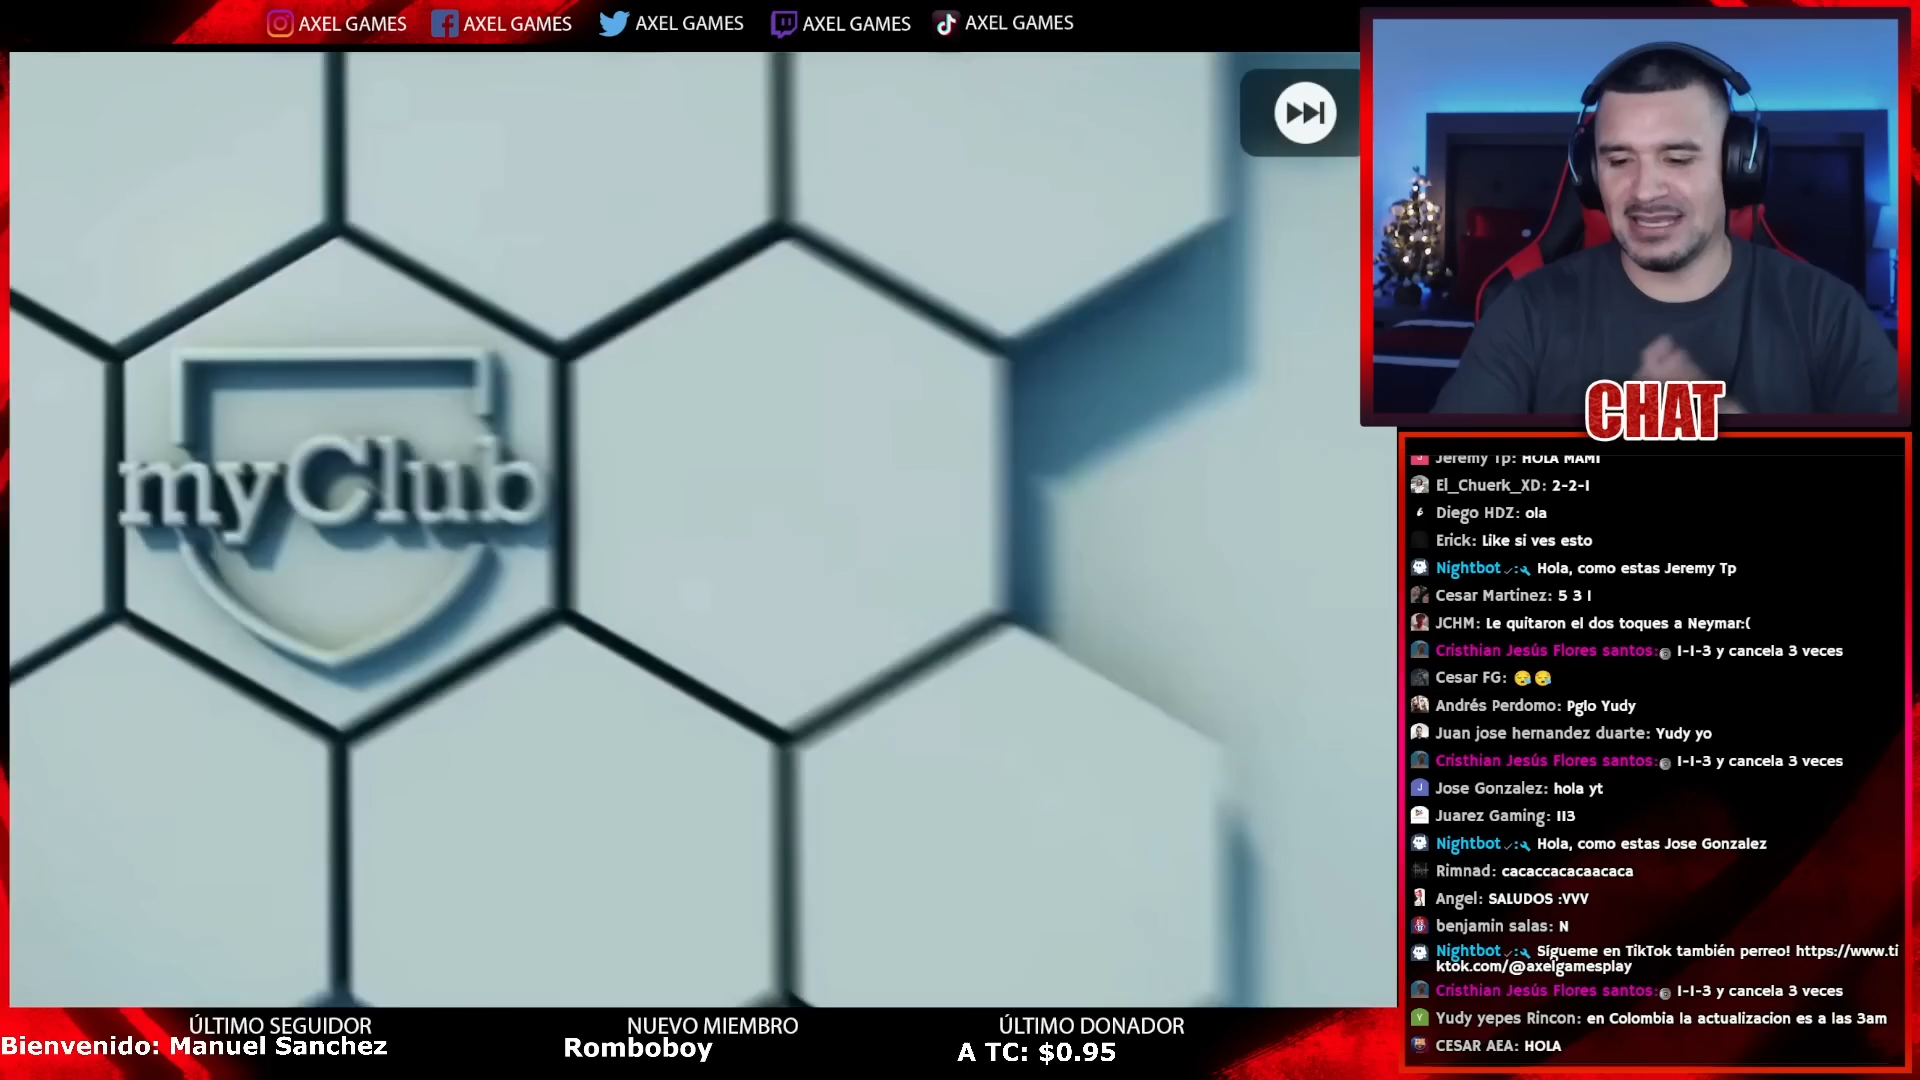 AXEL GAMES AXEL GAMES AXEL GAMES AXEL GAMES AXEL GAMES
myClub
CHAT
Jeremy Tp: HOLA MAMI
El_Chuerk_XD: 2-2-1
Diego HDZ: ola
Erick: Like si ves esto
Nightbot: Hola, como estas Jeremy Tp
Cesar Martinez: 5 3 1
JCHM: Le quitaron el dos toques a Neymar:(
Cristhian Jesús Flores santos: 1-1-3 y cancela 3 veces
Cesar FG: 😪😪
Andrés Perdomo: Pglo Yudy
Juan jose hernandez duarte: Yudy yo
Cristhian Jesús Flores santos: 1-1-3 y cancela 3 veces
Jose Gonzalez: hola yt
Juarez Gaming: 113
Nightbot: Hola, como estas Jose Gonzalez
Rimnad: cacaccacacaacaca
Angel: SALUDOS :VVV
benjamin salas: N
Nightbot: Sígueme en TikTok también perreo! https://www.ti
ktok.com/@axelgamesplay
Cristhian Jesús Flores santos: 1-1-3 y cancela 3 veces
Yudy yepes Rincon: en Colombia la actualizacion es a las 3am
CESAR AEA: HOLA
ÚLTIMO SEGUIDOR
Bienvenido: Manuel Sanchez
NUEVO MIEMBRO
Romboboy
ÚLTIMO DONADOR
A TC: $0.95